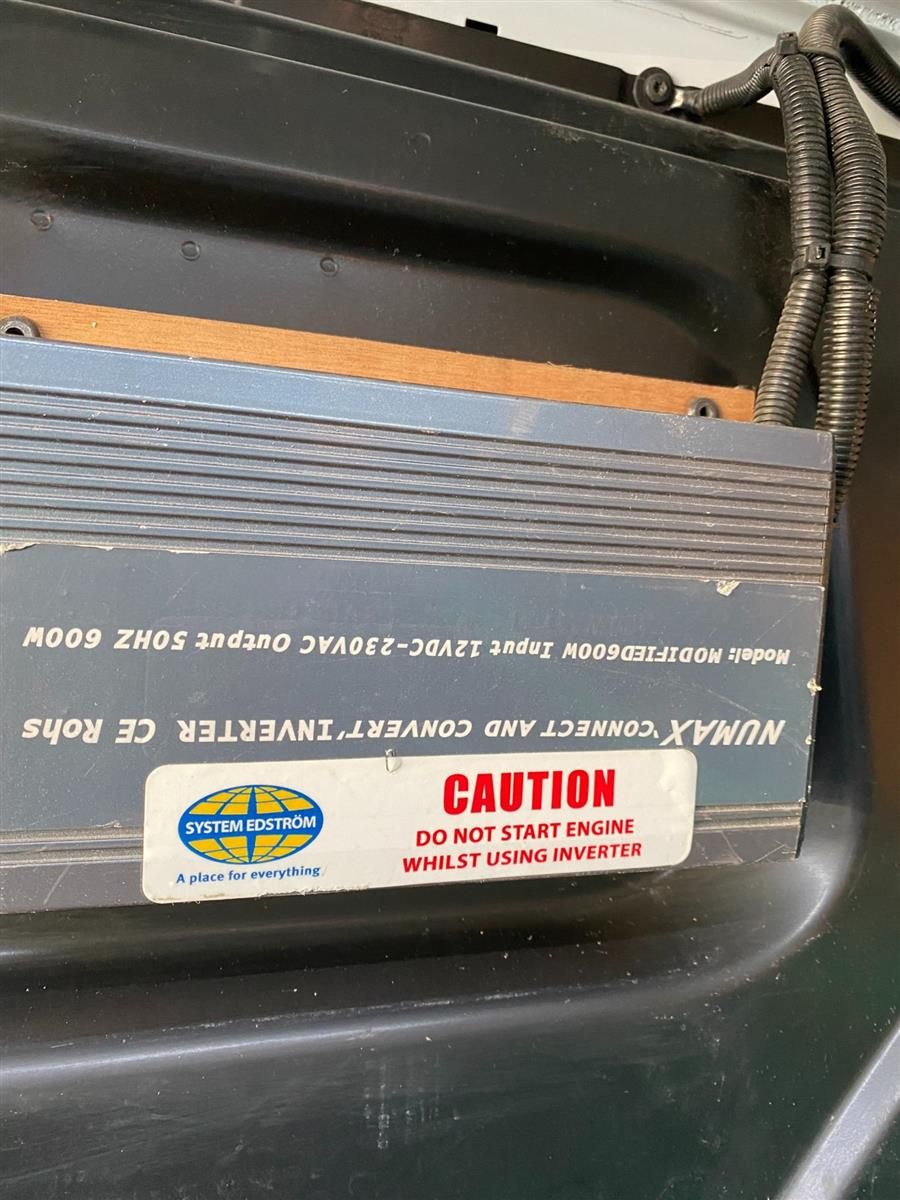 Model: MODIFIED600W Input 12VDC-230VAC Output 50HZ 600W
NUMAX 'CONNECT AND CONVERT' INVERTER CE Rohs
SYSTEM EDSTRÖM
A place for everything
CAUTION
DO NOT START ENGINE
WHILST USING INVERTER